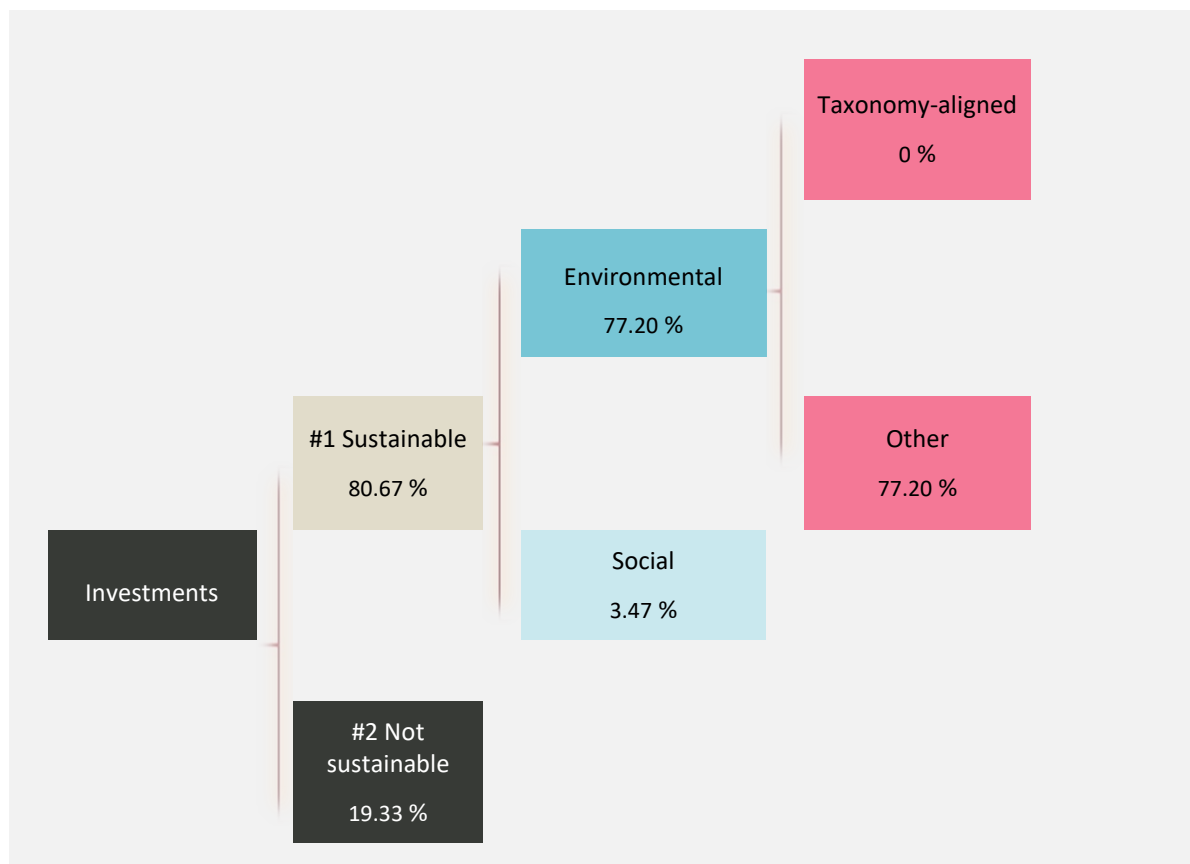 Taxonomy-aligned
0 %
Environmental
77.20 %
#1 Sustainable
80.67 %
Other
77.20 %
Investments
Social
3.47 %
#2 Not
sustainable
19.33 %